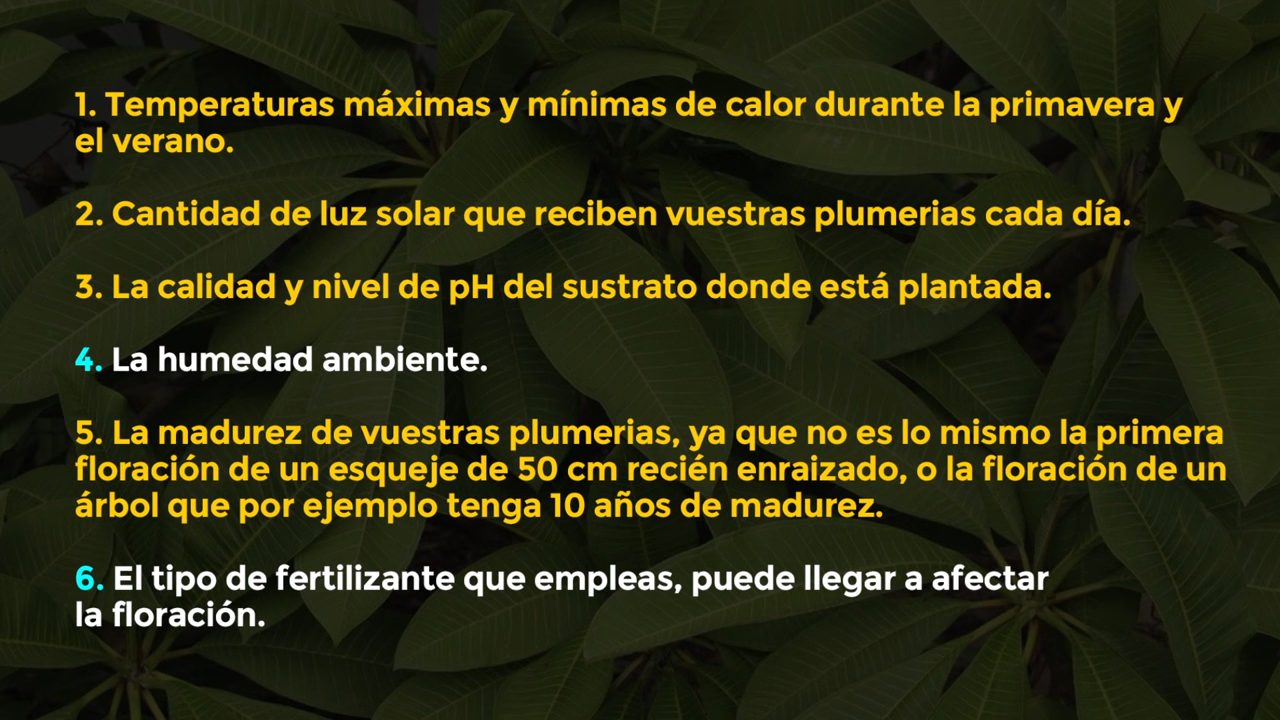 1. Temperaturas máximas y mínimas de calor durante la primavera y
el verano.
2. Cantidad de luz solar que reciben vuestras plumerias cada día.
3. La calidad y nivel de pH del sustrato donde está plantada.
4. La humedad ambiente.
5. La madurez de vuestras plumerias, ya que no es lo mismo la primera
floración de un esqueje de 50 cm recién enraizado, o la floración de un
árbol que por ejemplo tenga 10 años de madurez.
6. El tipo de fertilizante que empleas, puede llegar a afectar
la floración.